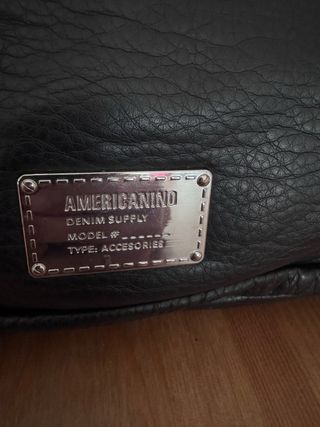 AMERICANINO
DENIM SUPPLY
MODEL # _ _ _ _ _ _
TYPE: ACCESORIES